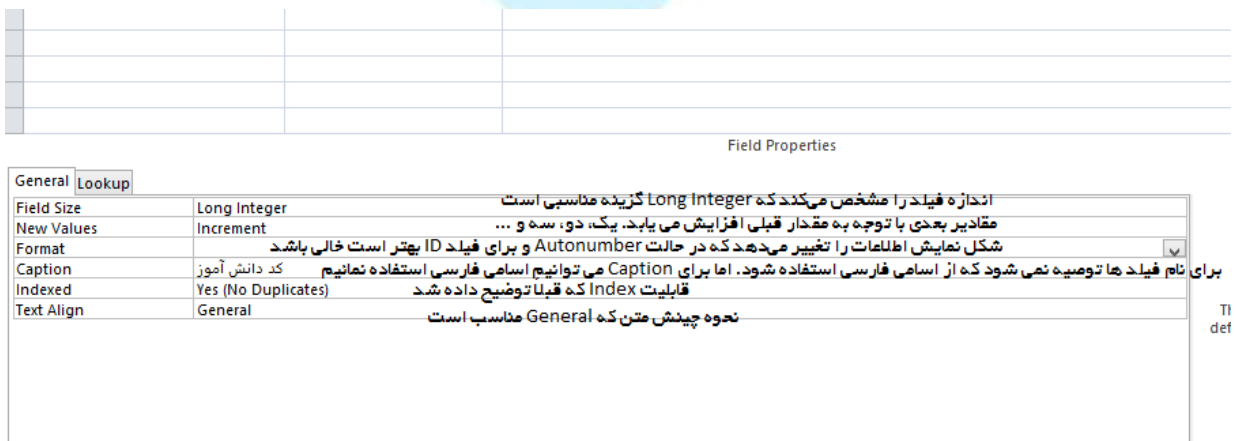 Field Properties
General Lookup
Field Size Long Integer اندازه فیلد را مشخص می‌کند که Long Integer گزینه مناسبی است
New Values Increment مقادیر بعدی با توجه به مقدار قبلی افزایش می یابد. یک، دو، سه و ...
Format شکل نمایش اطلاعات را تغییر می‌دهد که در حالت Autonumber و برای فیلد ID بهتر است خالی باشد
Caption کد دانش آموز برای نام فیلد ها توصیه نمی شود که از اسامی فارسی استفاده شود. اما برای Caption می توانیم اسامی فارسی استفاده نمائیم
Indexed Yes (No Duplicates) قابلیت Index که قبلاً توضیح داده شد
Text Align General نحوه چینش متن که General مناسب است